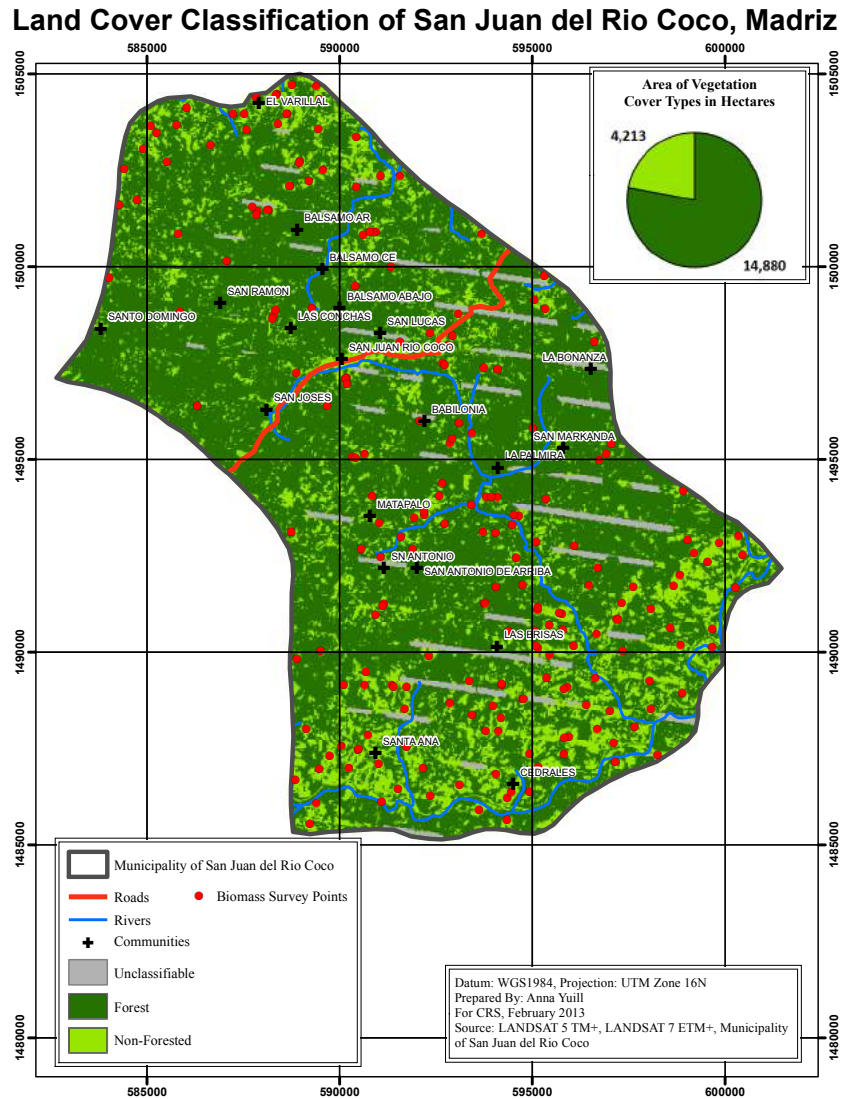 Land Cover Classification of San Juan del Rio Coco, Madriz
585000
590000
595000
600000
1505000
1505000
Area of Vegetation
Cover Types in Hectares
4,213
14,880
EL VARILLAL
BALSAMO AR
1500000
1500000
BALSAMO CE
SAN RAMON
BALSAMO ABAJO
SANTO DOMINGO
LAS CONCHAS
SAN LUCAS
SAN JUAN RIO COCO
LA BONANZA
SAN JOSES
BABILONIA
SAN MARKANDA
1495000
1495000
LA PALMIRA
MATAPALO
SN ANTONIO
SAN ANTONIO DE ARRIBA
1490000
1490000
LAS BRISAS
SANTA ANA
CEDRALES
1485000
1485000
Municipality of San Juan del Rio Coco
Roads
Biomass Survey Points
Rivers
Communities
Unclassifiable
Forest
Non-Forested
Datum: WGS1984, Projection: UTM Zone 16N
Prepared By: Anna Yuill
For CRS, February 2013
Source: LANDSAT 5 TM+, LANDSAT 7 ETM+, Municipality
of San Juan del Rio Coco
1480000
1480000
585000
590000
595000
600000